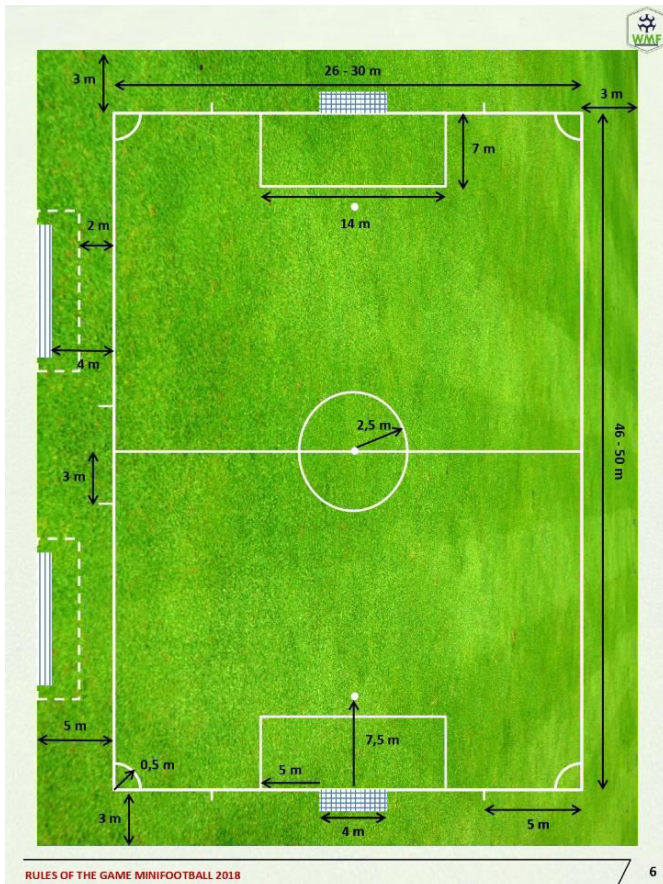 WMF
3 m
26 - 30 m
3 m
7 m
14 m
2 m
4 m
2,5 m
3 m
46 - 50 m
5 m
0,5 m
5 m
7,5 m
3 m
4 m
5 m
RULES OF THE GAME MINIFOOTBALL 2018
6